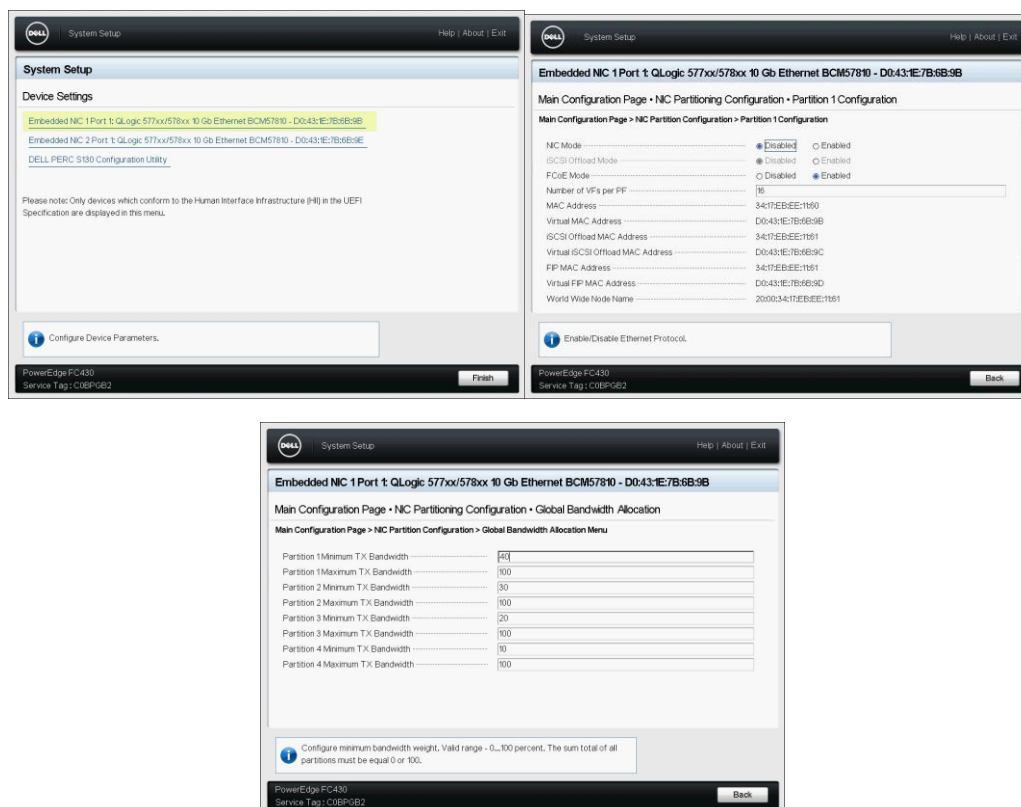 DELL System Setup Help | About | Exit
System Setup
Device Settings
Embedded NIC 1 Port 1: QLogic 577xx/578xx 10 Gb Ethernet BCM57810 - D0:43:1E:7B:6B:9B
Embedded NIC 2 Port 1: QLogic 577xx/578xx 10 Gb Ethernet BCM57810 - D0:43:1E:7B:6B:9E
DELL PERC S130 Configuration Utility
Please note: Only devices which conform to the Human Interface Infrastructure (HII) in the UEFI
Specification are displayed in this menu.
Configure Device Parameters.
PowerEdge FC430
Service Tag : C0BPGB2
Finish
DELL System Setup Help | About | Exit
Embedded NIC 1 Port 1: QLogic 577xx/578xx 10 Gb Ethernet BCM57810 - D0:43:1E:7B:6B:9B
Main Configuration Page • NIC Partitioning Configuration • Partition 1 Configuration
Main Configuration Page > NIC Partition Configuration > Partition 1 Configuration
NIC Mode Disabled Enabled
iSCSI Offload Mode Disabled Enabled
FCoE Mode Disabled Enabled
Number of VFs per PF 16
MAC Address 34:17:EB:EE:11:60
Virtual MAC Address D0:43:1E:7B:6B:9B
iSCSI Offload MAC Address 34:17:EB:EE:11:61
Virtual iSCSI Offload MAC Address D0:43:1E:7B:6B:9C
FIP MAC Address 34:17:EB:EE:11:61
Virtual FIP MAC Address D0:43:1E:7B:6B:9D
World Wide Node Name 20:00:34:17:EB:EE:11:61
Enable/Disable Ethernet Protocol.
PowerEdge FC430
Service Tag : C0BPGB2
Back
DELL System Setup Help | About | Exit
Embedded NIC 1 Port 1: QLogic 577xx/578xx 10 Gb Ethernet BCM57810 - D0:43:1E:7B:6B:9B
Main Configuration Page • NIC Partitioning Configuration • Global Bandwidth Allocation
Main Configuration Page > NIC Partition Configuration > Global Bandwidth Allocation Menu
Partition 1 Minimum TX Bandwidth 40
Partition 1 Maximum TX Bandwidth 100
Partition 2 Minimum TX Bandwidth 30
Partition 2 Maximum TX Bandwidth 100
Partition 3 Minimum TX Bandwidth 20
Partition 3 Maximum TX Bandwidth 100
Partition 4 Minimum TX Bandwidth 10
Partition 4 Maximum TX Bandwidth 100
Configure minimum bandwidth weight. Valid range - 0...100 percent. The sum total of all
partitions must be equal 0 or 100.
PowerEdge FC430
Service Tag : C0BPGB2
Back